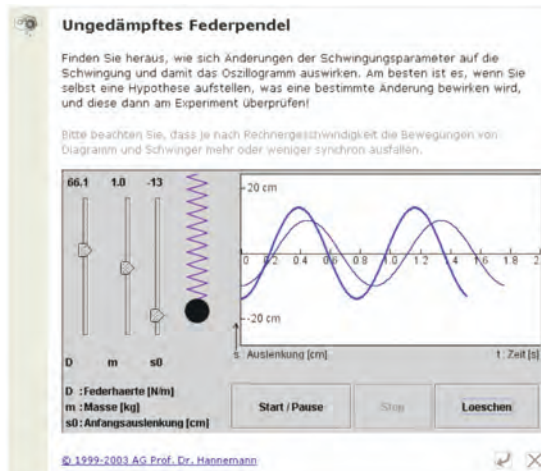 Ungedämpftes Federpendel
Finden Sie heraus, wie sich Änderungen der Schwingungsparameter auf die
Schwingung und damit das Oszillogramm auswirken. Am besten ist es, wenn Sie
selbst eine Hypothese aufstellen, was eine bestimmte Änderung bewirken wird,
und diese dann am Experiment überprüfen!
Bitte beachten Sie, dass je nach Rechnergeschwindigkeit die Bewegungen von
Diagramm und Schwinger mehr oder weniger synchron ausfallen.
66.1 1.0 -13
20 cm
0 0.2 0.4 0.6 0.8 1 1.2 1.4 1.6 1.8 2
-20 cm
s : Auslenkung [cm] t : Zeit [s]
D m s0
D : Federhaerte [N/m]
m : Masse [kg]
s0: Anfangsauslenkung [cm]
Start / Pause Stop Loeschen
© 1999-2003 AG Prof. Dr. Hannemann